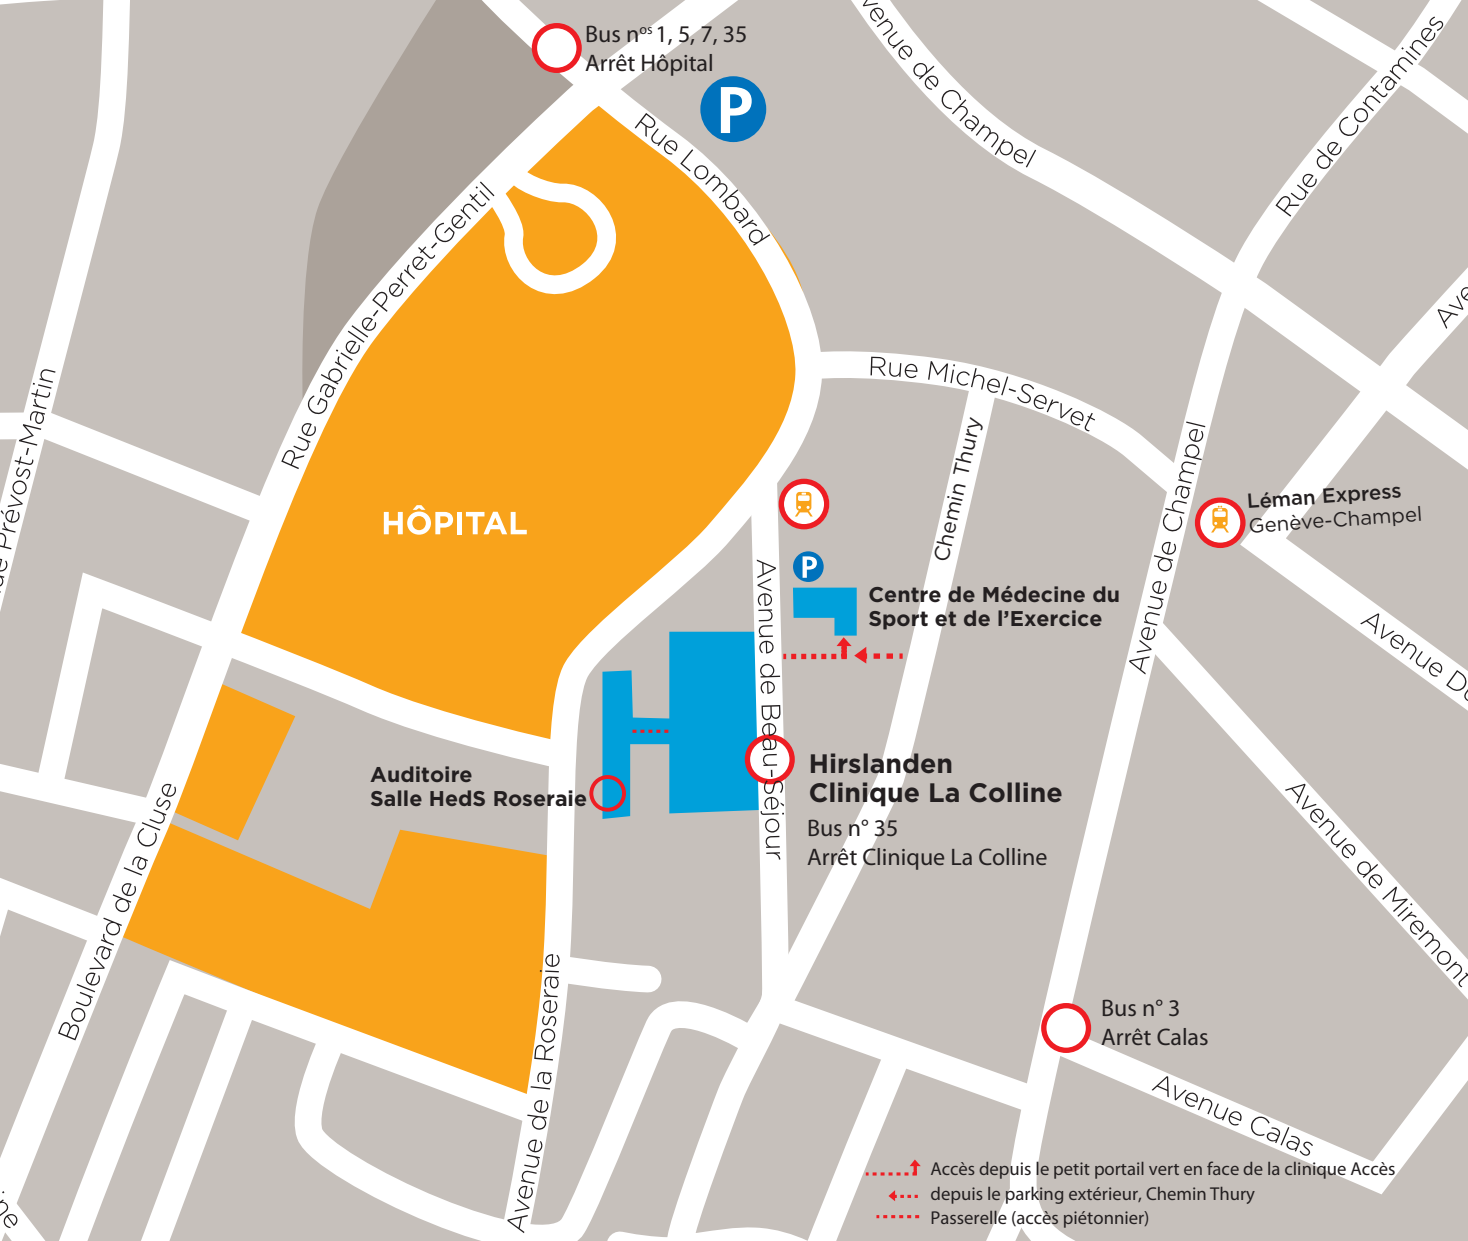 Bus nos 1, 5, 7, 35
Arrêt Hôpital
P
Rue Lombard
venue de Champel
Rue de Contamines
Rue Gabrielle-Perret-Gentil
Ave
Prévost-Martin
Rue Michel-Servet
Chemin Thury
Avenue de Champel
HÔPITAL
Léman Express
Genève-Champel
P
Centre de Médecine du
Sport et de l'Exercice
Avenue de Beau-Séjour
Avenue Du
Auditoire
Salle HedS Roseraie
Hirslanden
Clinique La Colline
Bus n° 35
Arrêt Clinique La Colline
Boulevard de la Cluse
Avenue de Miremont
Avenue de la Roseraie
Bus n° 3
Arrêt Calas
Avenue Calas
Accès depuis le petit portail vert en face de la clinique Accès
depuis le parking extérieur, Chemin Thury
Passerelle (accès piétonnier)